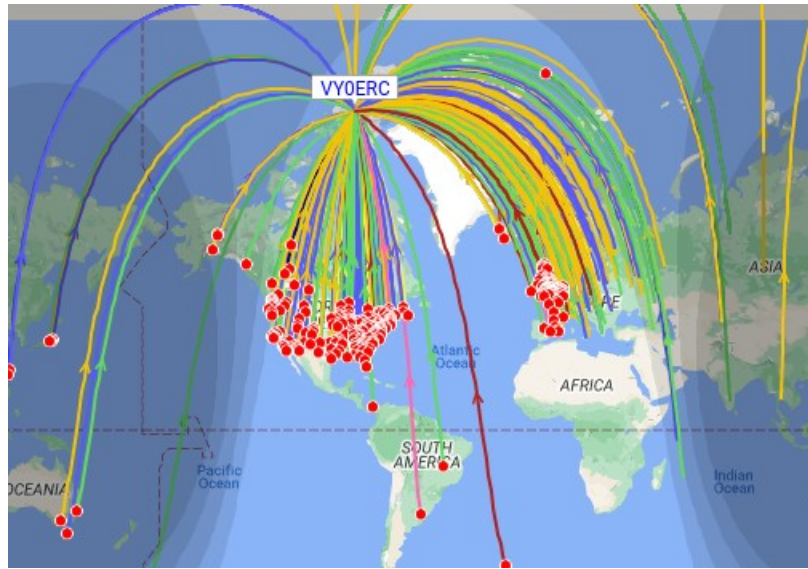 VY0ERC
ASIA
Atlantic
Ocean
AFRICA
SOUTH
AMERICA
OCEANIA
Pacific
Ocean
Indian
Ocean